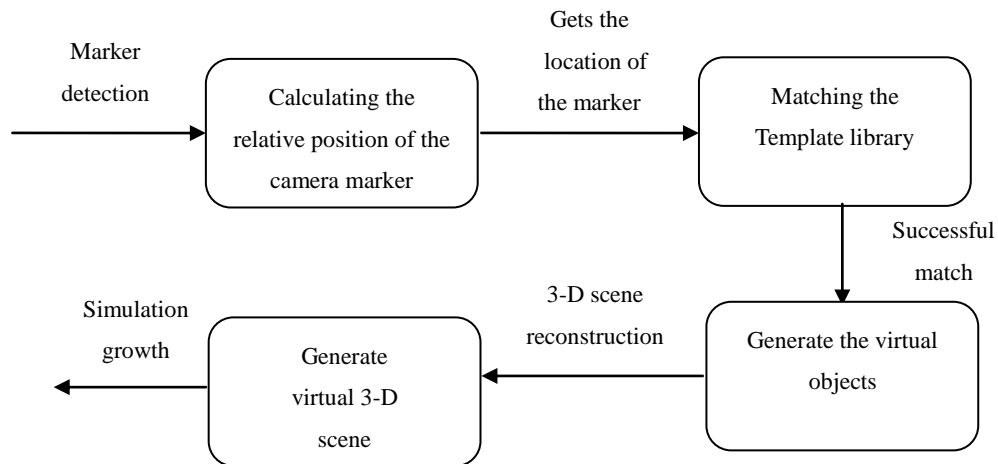 Marker
detection
Calculating the
relative position of the
camera marker
Gets the
location of
the marker
Matching the
Template library
Successful
match
Generate the virtual
objects
3-D scene
reconstruction
Generate
virtual 3-D
scene
Simulation
growth